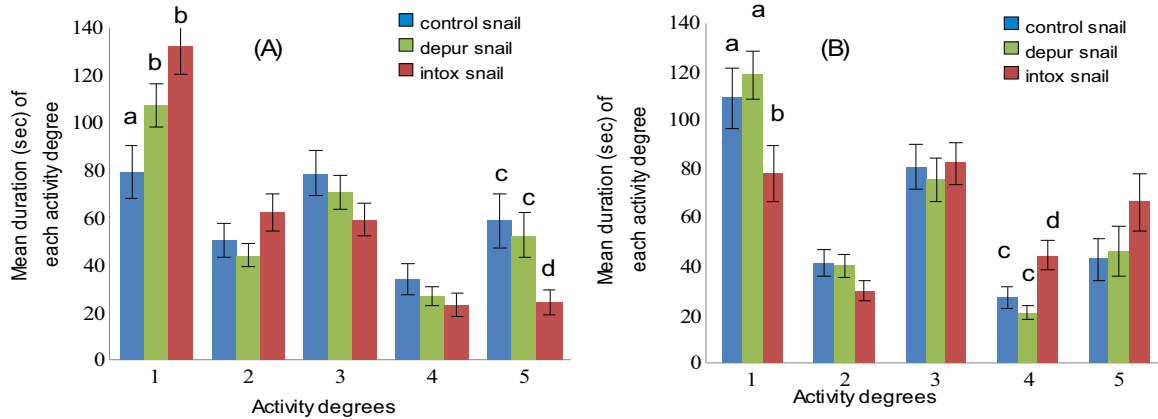 (A)
control snail
depur snail
intox snail
Mean duration (sec) of
each activity degree
140
120
100
80
60
40
20
0
a
b
b
c
c
d
1 2 3 4 5
Activity degrees
(B)
control snail
depur snail
intox snail
Mean duration (sec) of
each activity degree
140
120
100
80
60
40
20
0
a
a
b
c
c
d
1 2 3 4 5
Activity degrees